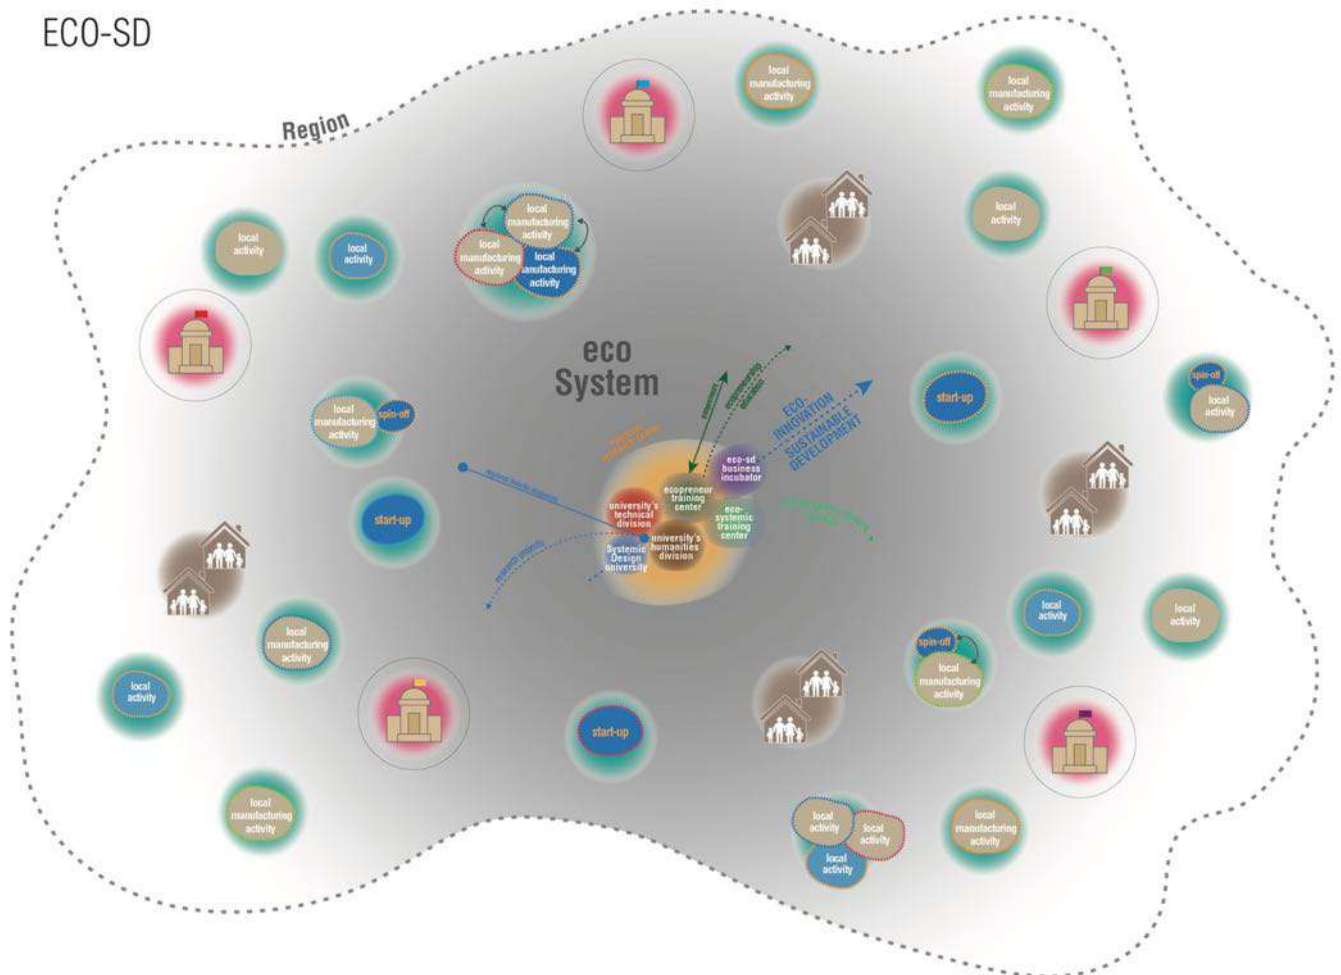 ECO-SD
Region
local
manufacturing
activity
local
manufacturing
activity
local
activity
local
activity
local
activity
local
manufacturing
activity
local
manufacturing
activity
local
manufacturing
activity
eco
System
start-up
spin-off
local
activity
local
manufacturing
activity
spin-off
ECO-
INNOVATION
SUSTAINABLE
DEVELOPMENT
eco-sd
business
incubator
ecopreneur
training
center
university's
technical
division
eco-
systemic
training
center
university's
humanities
division
Systemic
Design
university
start-up
local
activity
local
activity
local
manufacturing
activity
spin-off
local
manufacturing
activity
local
activity
start-up
local
manufacturing
activity
local
activity
local
activity
local
activity
local
manufacturing
activity